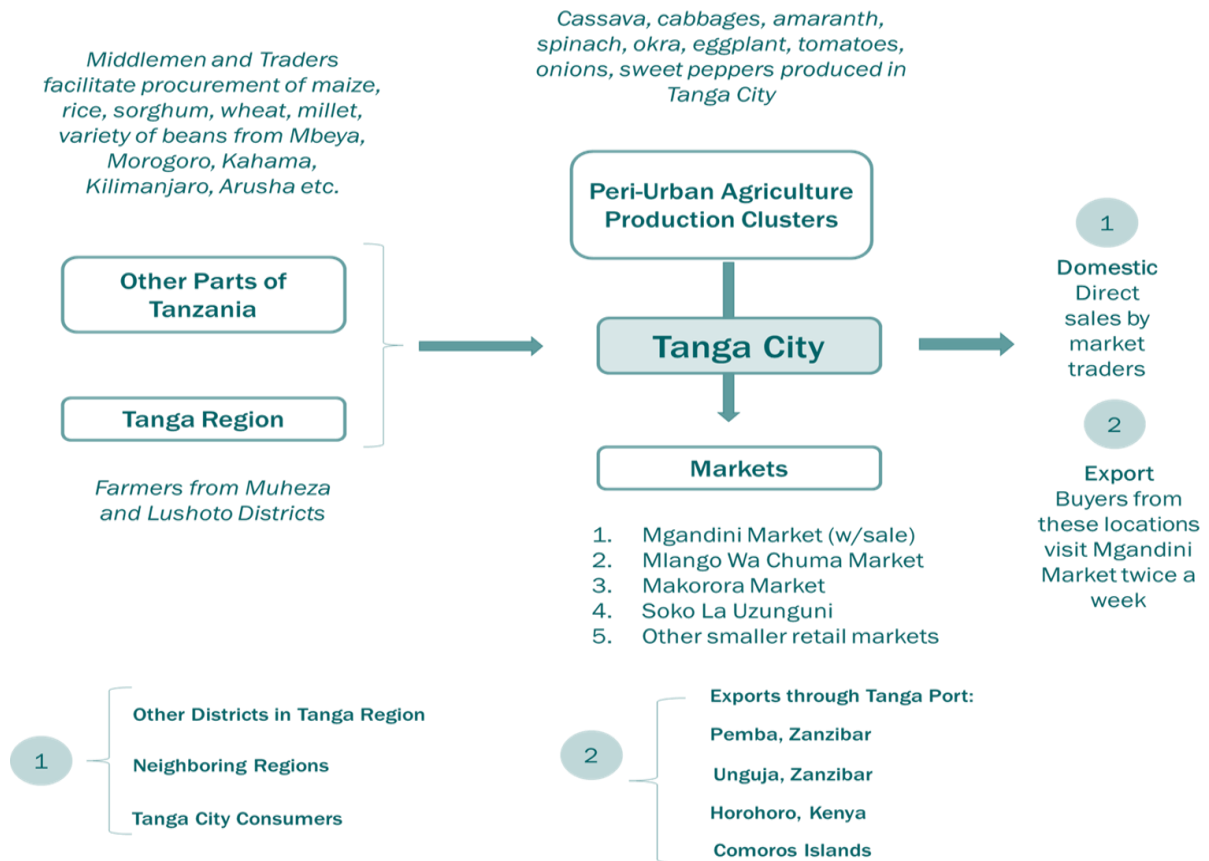 Middlemen and Traders
facilitate procurement of maize,
rice, sorghum, wheat, millet,
variety of beans from Mbeya,
Morogoro, Kahama,
Kilimanjaro, Arusha etc.
Other Parts of
Tanzania
Tanga Region
Farmers from Muheza
and Lushoto Districts
Cassava, cabbages, amaranth,
spinach, okra, eggplant, tomatoes,
onions, sweet peppers produced in
Tanga City
Peri-Urban Agriculture
Production Clusters
Tanga City
Markets
1. Mgandini Market (w/sale)
2. Mlango Wa Chuma Market
3. Makorora Market
4. Soko La Uzunguni
5. Other smaller retail markets
1
Domestic
Direct
sales by
market
traders
2
Export
Buyers from
these locations
visit Mgandini
Market twice a
week
1
Other Districts in Tanga Region
Neighboring Regions
Tanga City Consumers
2
Exports through Tanga Port:
Pemba, Zanzibar
Unguja, Zanzibar
Horohoro, Kenya
Comoros Islands